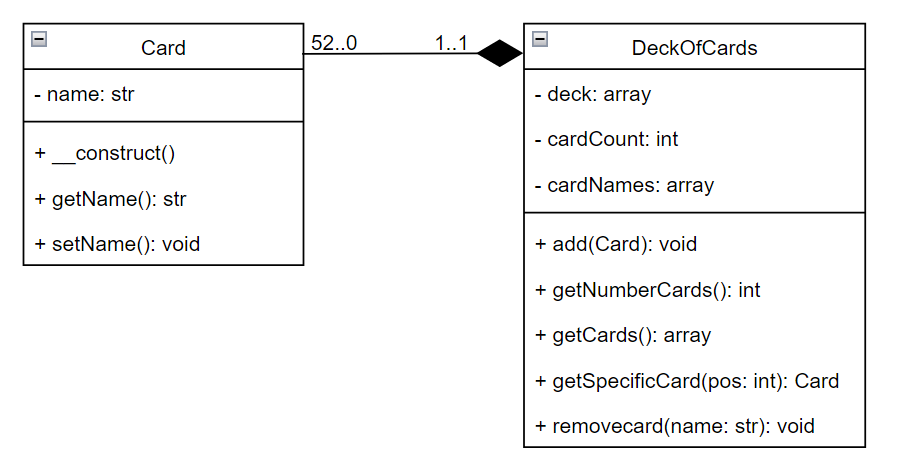 Card
- name: str
+ __construct()
+ getName(): str
+ setName(): void
52..0
1..1
DeckOfCards
- deck: array
- cardCount: int
- cardNames: array
+ add(Card): void
+ getNumberCards(): int
+ getCards(): array
+ getSpecificCard(pos: int): Card
+ removecard(name: str): void